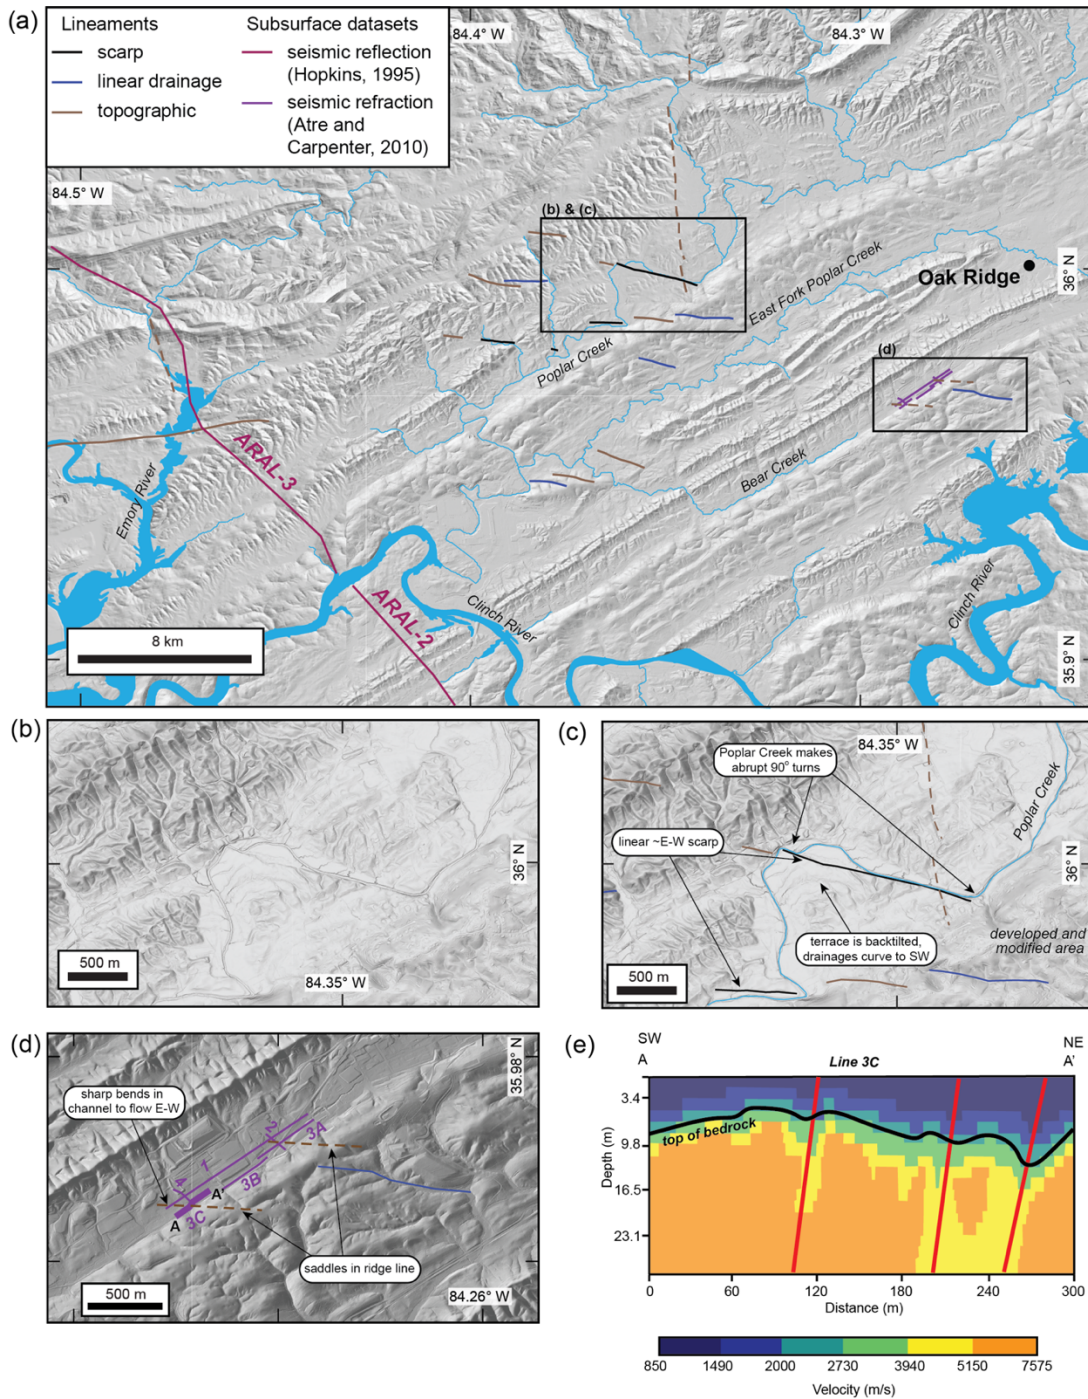 (a)
Lineaments
scarp
linear drainage
topographic
Subsurface datasets
seismic reflection
(Hopkins, 1995)
seismic refraction
(Atre and
Carpenter, 2010)
84.5° W
84.4° W
84.3° W
36° N
35.9° N
(b) & (c)
(d)
Oak Ridge
East Fork Poplar Creek
Poplar Creek
Bear Creek
Emory River
ARAL-3
ARAL-2
Clinch River
Clinch River
8 km
(b)
36° N
84.35° W
500 m
(c)
84.35° W
Poplar Creek makes
abrupt 90° turns
Poplar Creek
linear ~E-W scarp
36° N
terrace is backtilted,
drainages curve to SW
developed and
modified area
500 m
(d)
35.98° N
sharp bends in
channel to flow E-W
2
3A
1
3B
4
A'
A
3C
saddles in ridge line
500 m
84.26° W
(e)
SW
A
Line 3C
NE
A'
3.4
9.8
16.5
23.1
Depth (m)
top of bedrock
0
60
120
180
240
300
Distance (m)
850
1490
2000
2730
3940
5150
7575
Velocity (m/s)